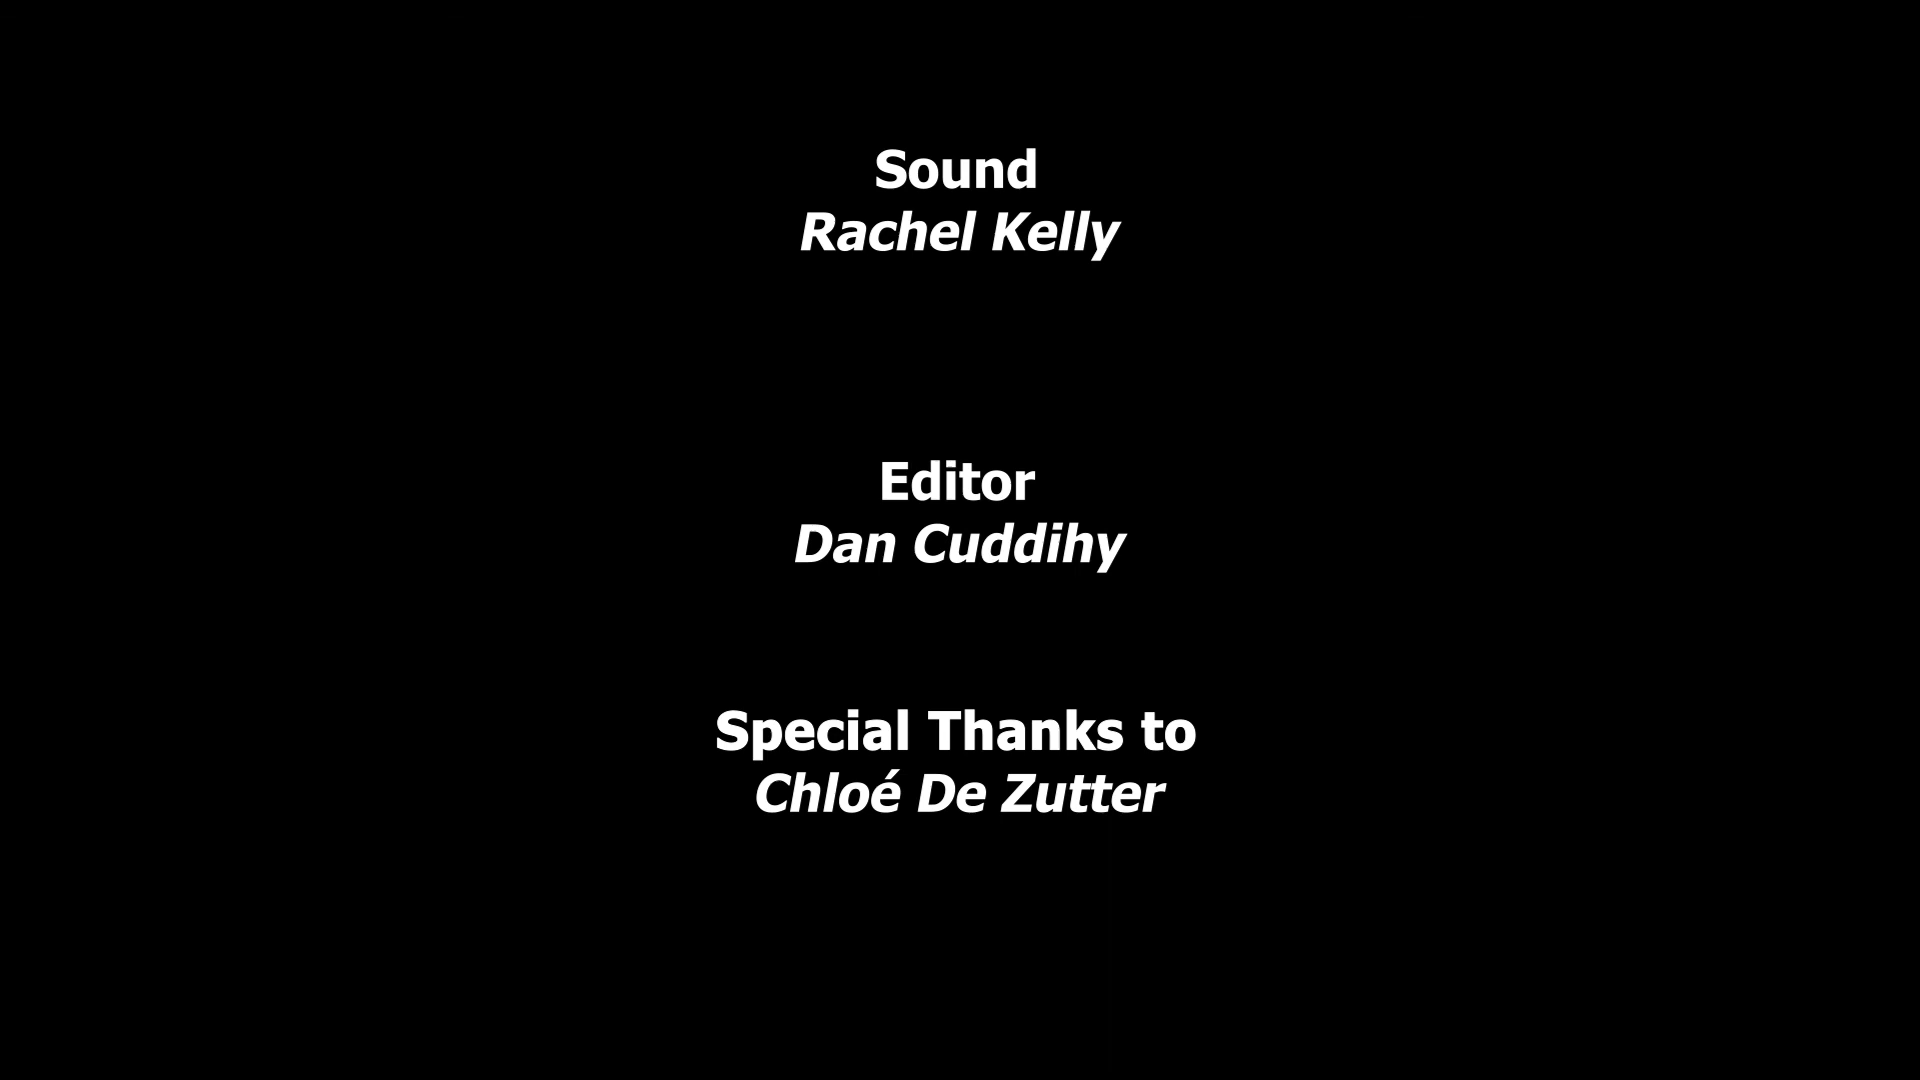 Sound
Rachel Kelly
Editor
Dan Cuddihy
Special Thanks to
Chloé De Zutter